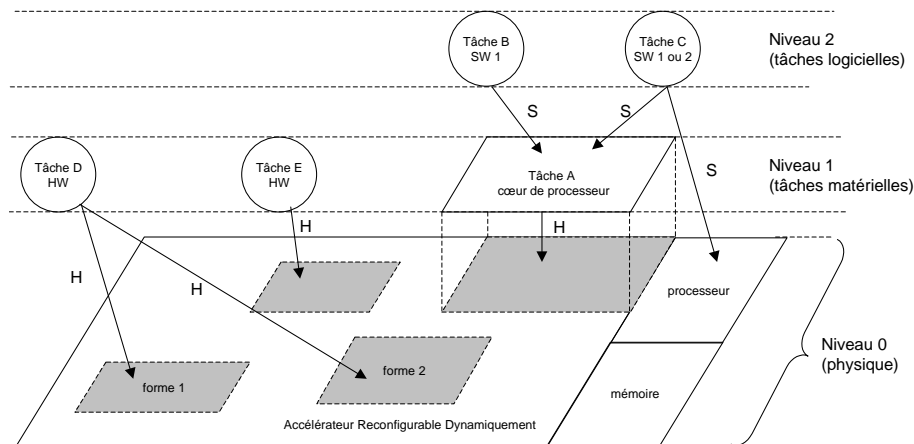 Tâche B
SW 1
Tâche C
SW 1 ou 2
Niveau 2
(tâches logicielles)
S
S
Tâche D
HW
Tâche E
HW
Tâche A
cœur de processeur
S
Niveau 1
(tâches matérielles)
H
H
H
H
processeur
Niveau 0
(physique)
forme 1
forme 2
mémoire
Accélérateur Reconfigurable Dynamiquement